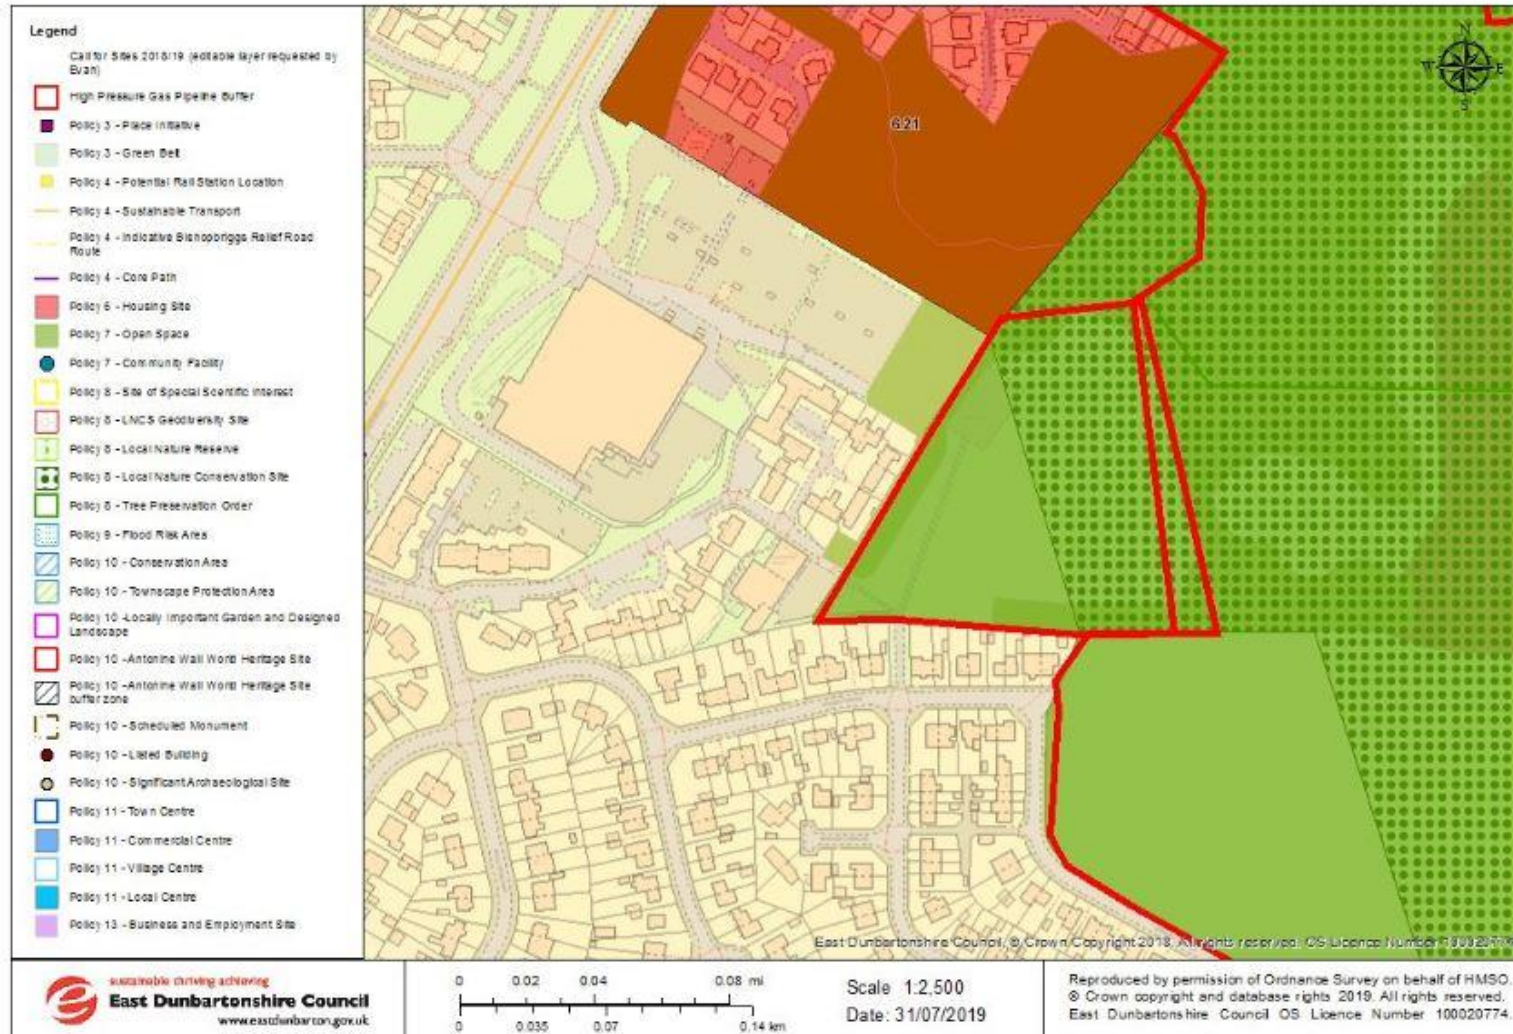 Legend
Call for Sites 2018/19 (editable layer requested by
Evan)
High Pressure Gas Pipeline Buffer
Policy 3 - Place Initiative
Policy 3 - Green Belt
Policy 4 - Potential Rail Station Location
Policy 4 - Sustainable Transport
Policy 4 - Indicative Bishopbriggs Relief Road
Route
Policy 4 - Core Path
Policy 6 - Housing Site
Policy 7 - Open Space
Policy 7 - Community Facility
Policy 8 - Site of Special Scientific Interest
Policy 8 - LNCS Geodiversity Site
Policy 8 - Local Nature Reserve
Policy 8 - Local Nature Conservation Site
Policy 8 - Tree Preservation Order
Policy 9 - Flood Risk Area
Policy 10 - Conservation Area
Policy 10 - Townscape Protection Area
Policy 10 -Locally Important Garden and Designed
Landscape
Policy 10 -Antonine Wall World Heritage Site
Policy 10 -Antonine Wall World Heritage Site
buffer zone
Policy 10 - Scheduled Monument
Policy 10 - Listed Building
Policy 10 - Significant Archaeological Site
Policy 11 - Town Centre
Policy 11 - Commercial Centre
Policy 11 - Village Centre
Policy 11 - Local Centre
Policy 13 - Business and Employment Site
6.21
N
W E
S
East Dunbartonshire Council, © Crown Copyright 2018. All rights reserved. OS Licence Number
sustainable thriving achieving
East Dunbartonshire Council
www.eastdunbarton.gov.uk
0 0.02 0.04 0.08 mi
0 0.035 0.07 0.14 km
Scale 1:2,500
Date: 31/07/2019
Reproduced by permission of Ordnance Survey on behalf of HMSO.
© Crown copyright and database rights 2019. All rights reserved.
East Dunbartonshire Council OS Licence Number 100020774.